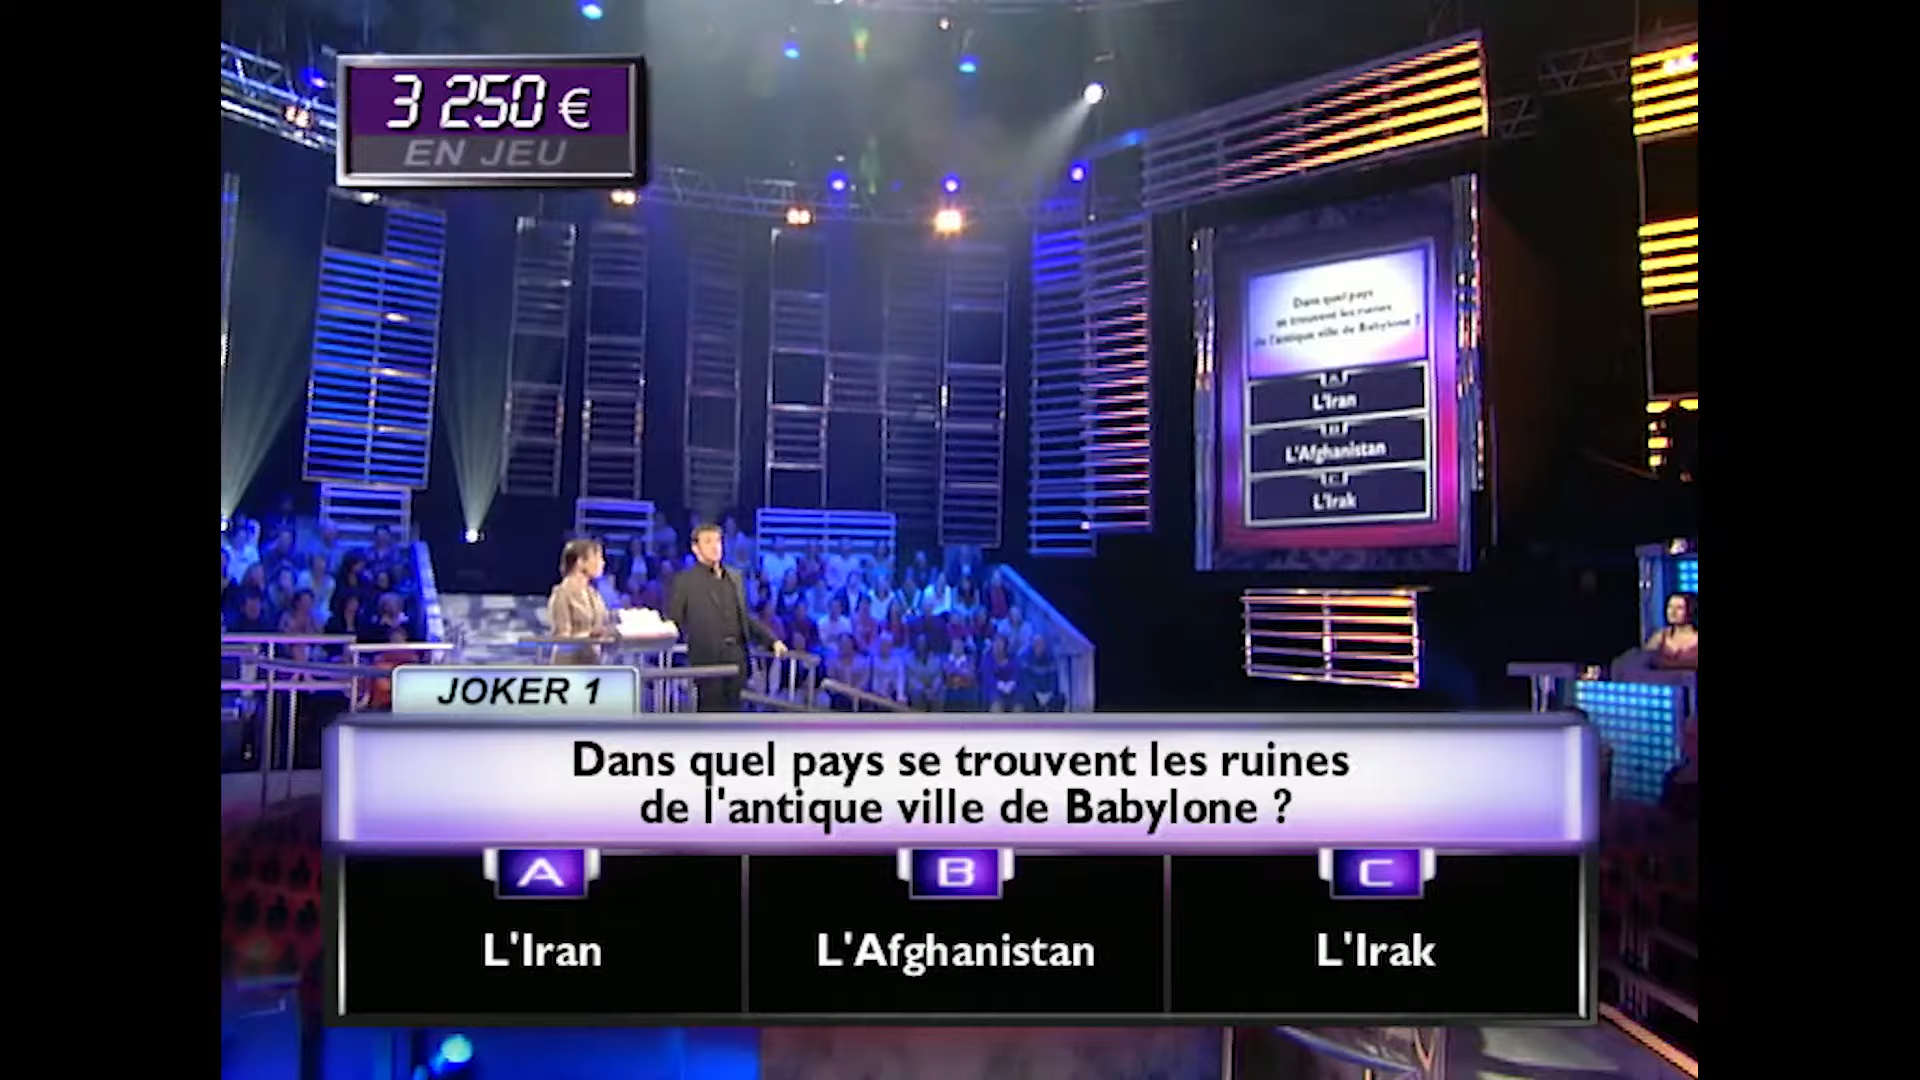 3 250 €
EN JEU
Dans quel pays
se trouvent les ruines
de l'antique ville de Babylone ?
A
L'Iran
B
L'Afghanistan
C
L'Irak
JOKER 1
Dans quel pays se trouvent les ruines
de l'antique ville de Babylone ?
A
L'Iran
B
L'Afghanistan
C
L'Irak